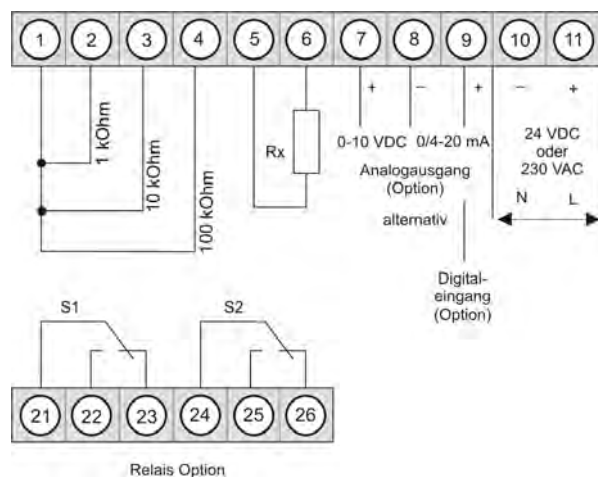 1 2 3 4 5 6 7 8 9 10 11
+ – + – +
1 kOhm
10 kOhm
100 kOhm
Rx
0-10 VDC 0/4-20 mA
Analogausgang
(Option)
alternativ
Digital-
eingang
(Option)
24 VDC
oder
230 VAC
N L
S1 S2
21 22 23 24 25 26
Relais Option